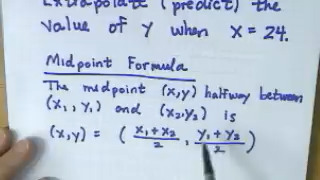 Extrapolate (predict) the
value of y when x = 24.
Midpoint Formula
The midpoint (x,y) halfway between
(x₁, y₁) and (x₂,y₂) is
(x,y) = ( x₁+x₂/2 , y₁+y₂/2 )